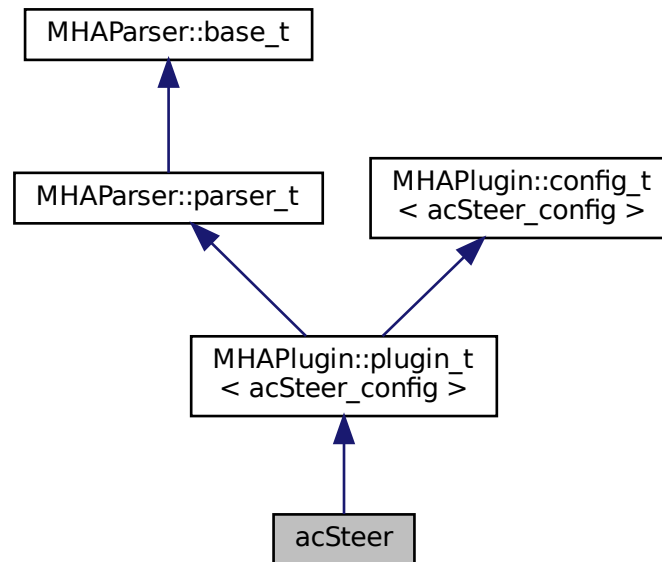 MHAParser::base_t
MHAParser::parser_t
MHAPlugin::config_t
< acSteer_config >
MHAPlugin::plugin_t
< acSteer_config >
acSteer